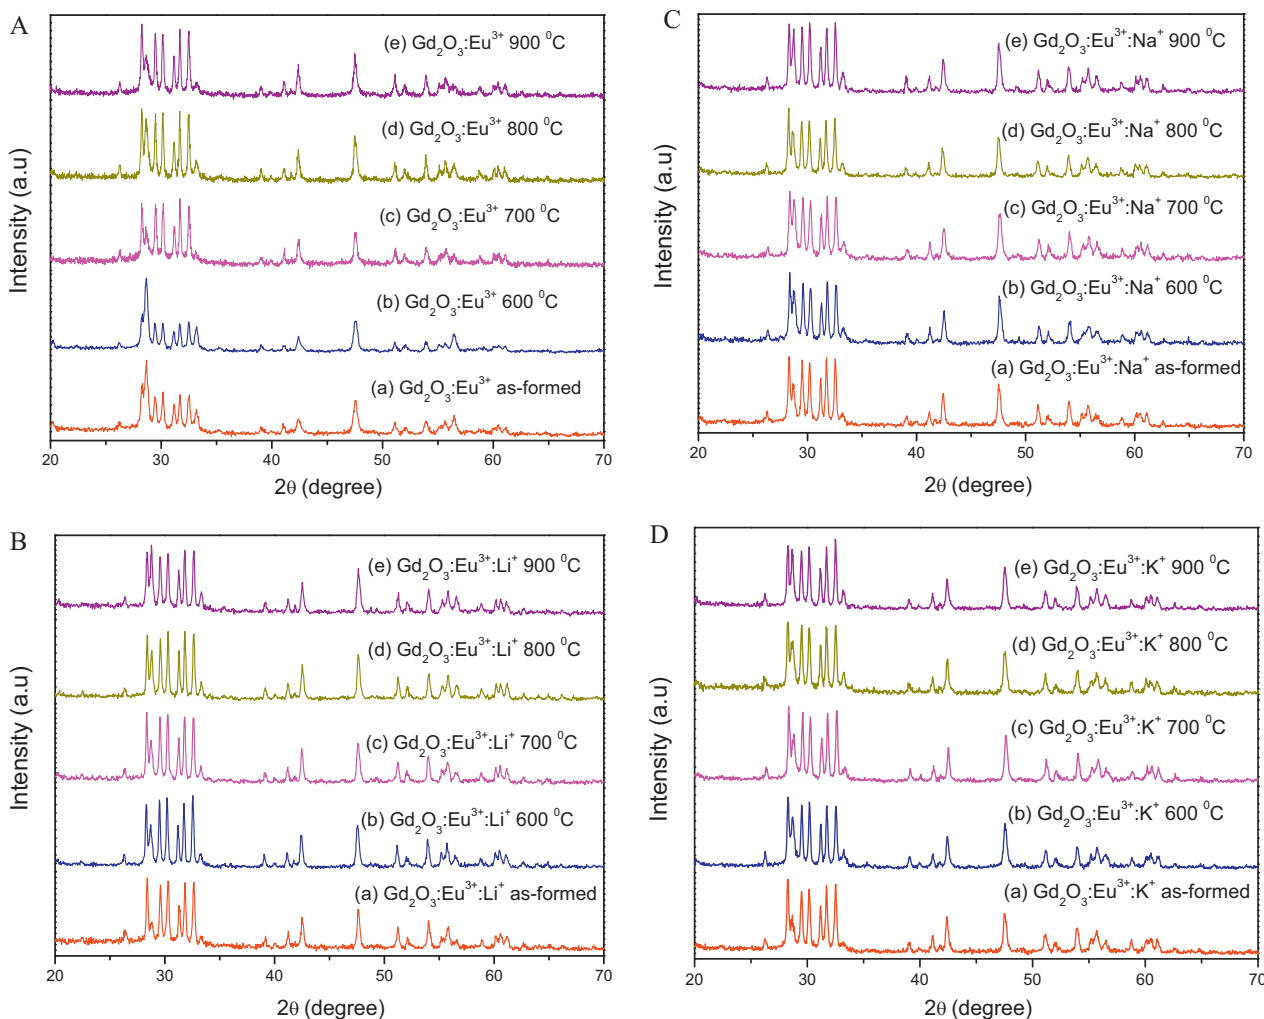 A
(e) Gd₂O₃:Eu³⁺ 900 ⁰C
(d) Gd₂O₃:Eu³⁺ 800 ⁰C
(c) Gd₂O₃:Eu³⁺ 700 ⁰C
(b) Gd₂O₃:Eu³⁺ 600 ⁰C
(a) Gd₂O₃:Eu³⁺ as-formed
Intensity (a.u)
20 30 40 50 60 70
2θ (degree)
C
(e) Gd₂O₃:Eu³⁺:Na⁺ 900 ⁰C
(d) Gd₂O₃:Eu³⁺:Na⁺ 800 ⁰C
(c) Gd₂O₃:Eu³⁺:Na⁺ 700 ⁰C
(b) Gd₂O₃:Eu³⁺:Na⁺ 600 ⁰C
(a) Gd₂O₃:Eu³⁺:Na⁺ as-formed
Intensity (a.u)
20 30 40 50 60 70
2θ (degree)
B
(e) Gd₂O₃:Eu³⁺:Li⁺ 900 ⁰C
(d) Gd₂O₃:Eu³⁺:Li⁺ 800 ⁰C
(c) Gd₂O₃:Eu³⁺:Li⁺ 700 ⁰C
(b) Gd₂O₃:Eu³⁺:Li⁺ 600 ⁰C
(a) Gd₂O₃:Eu³⁺:Li⁺ as-formed
Intensity (a.u)
20 30 40 50 60 70
2θ (degree)
D
(e) Gd₂O₃:Eu³⁺:K⁺ 900 ⁰C
(d) Gd₂O₃:Eu³⁺:K⁺ 800 ⁰C
(c) Gd₂O₃:Eu³⁺:K⁺ 700 ⁰C
(b) Gd₂O₃:Eu³⁺:K⁺ 600 ⁰C
(a) Gd₂O₃:Eu³⁺:K⁺ as-formed
Intensity (a.u)
20 30 40 50 60 70
2θ (degree)